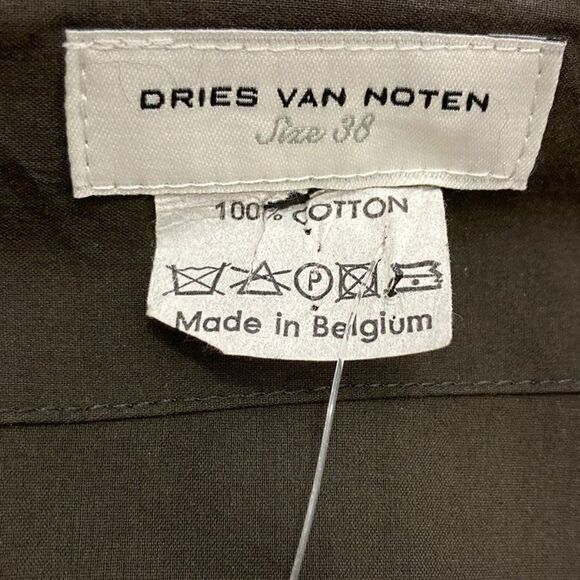 DRIES VAN NOTEN
Size 38
100% COTTON
P
Made in Belgium